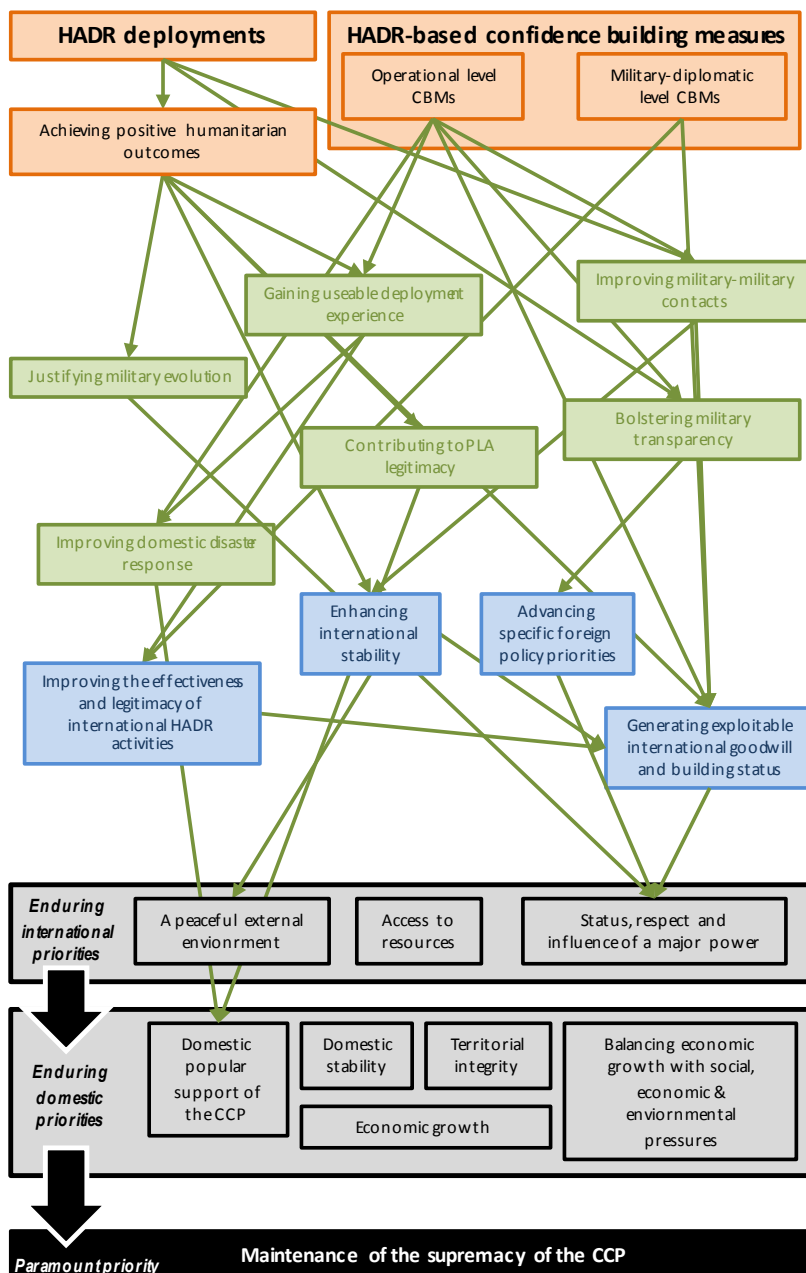 HADR deployments
HADR-based confidence building measures
Operational level
CBMs
Military-diplomatic
level CBMs
Achieving positive humanitarian
outcomes
Gaining useable deployment
experience
Improving military-military
contacts
Justifying military evolution
Bolstering military
transparency
Contributing to PLA
legitimacy
Improving domestic disaster
response
Enhancing
international
stability
Advancing
specific foreign
policy priorities
Improving the effectiveness
and legitimacy of
international HADR
activities
Generating exploitable
international goodwill
and building status
Enduring
international
priorities
A peaceful external
envionrment
Access to
resources
Status, respect and
influence of a major power
Enduring
domestic
priorities
Domestic
popular
support of
the CCP
Domestic
stability
Territorial
integrity
Economic growth
Balancing economic
growth with social,
economic &
enviornmental
pressures
Paramount priority
Maintenance of the supremacy of the CCP